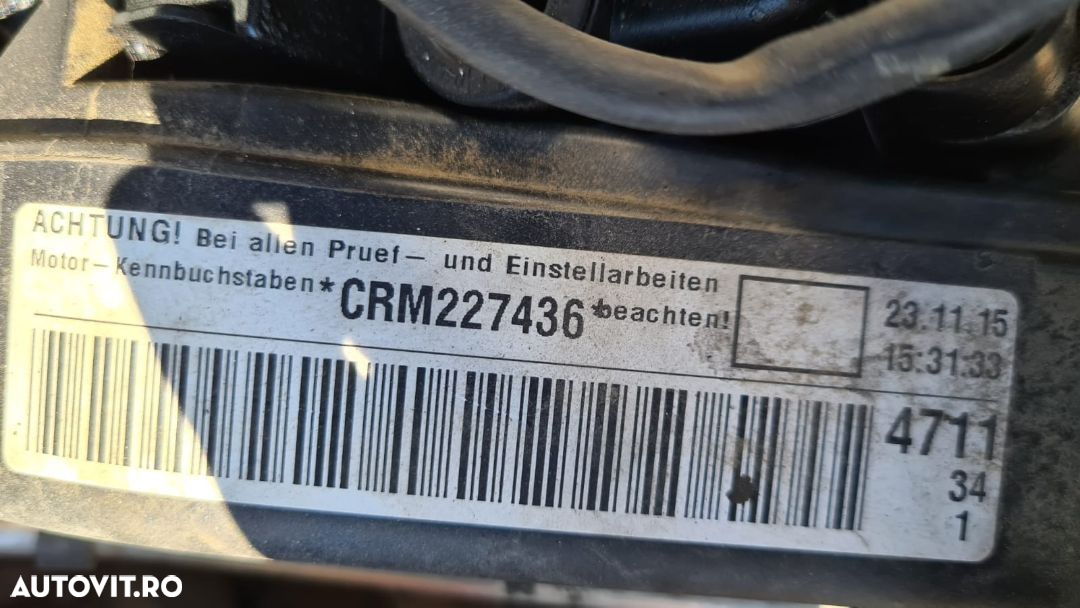 ACHTUNG! Bei allen Pruef- und Einstellarbeiten
Motor-Kennbuchstaben*CRM227436*beachten!
23.11.15
15:31:33
4711
34
1
AUTOVIT.RO